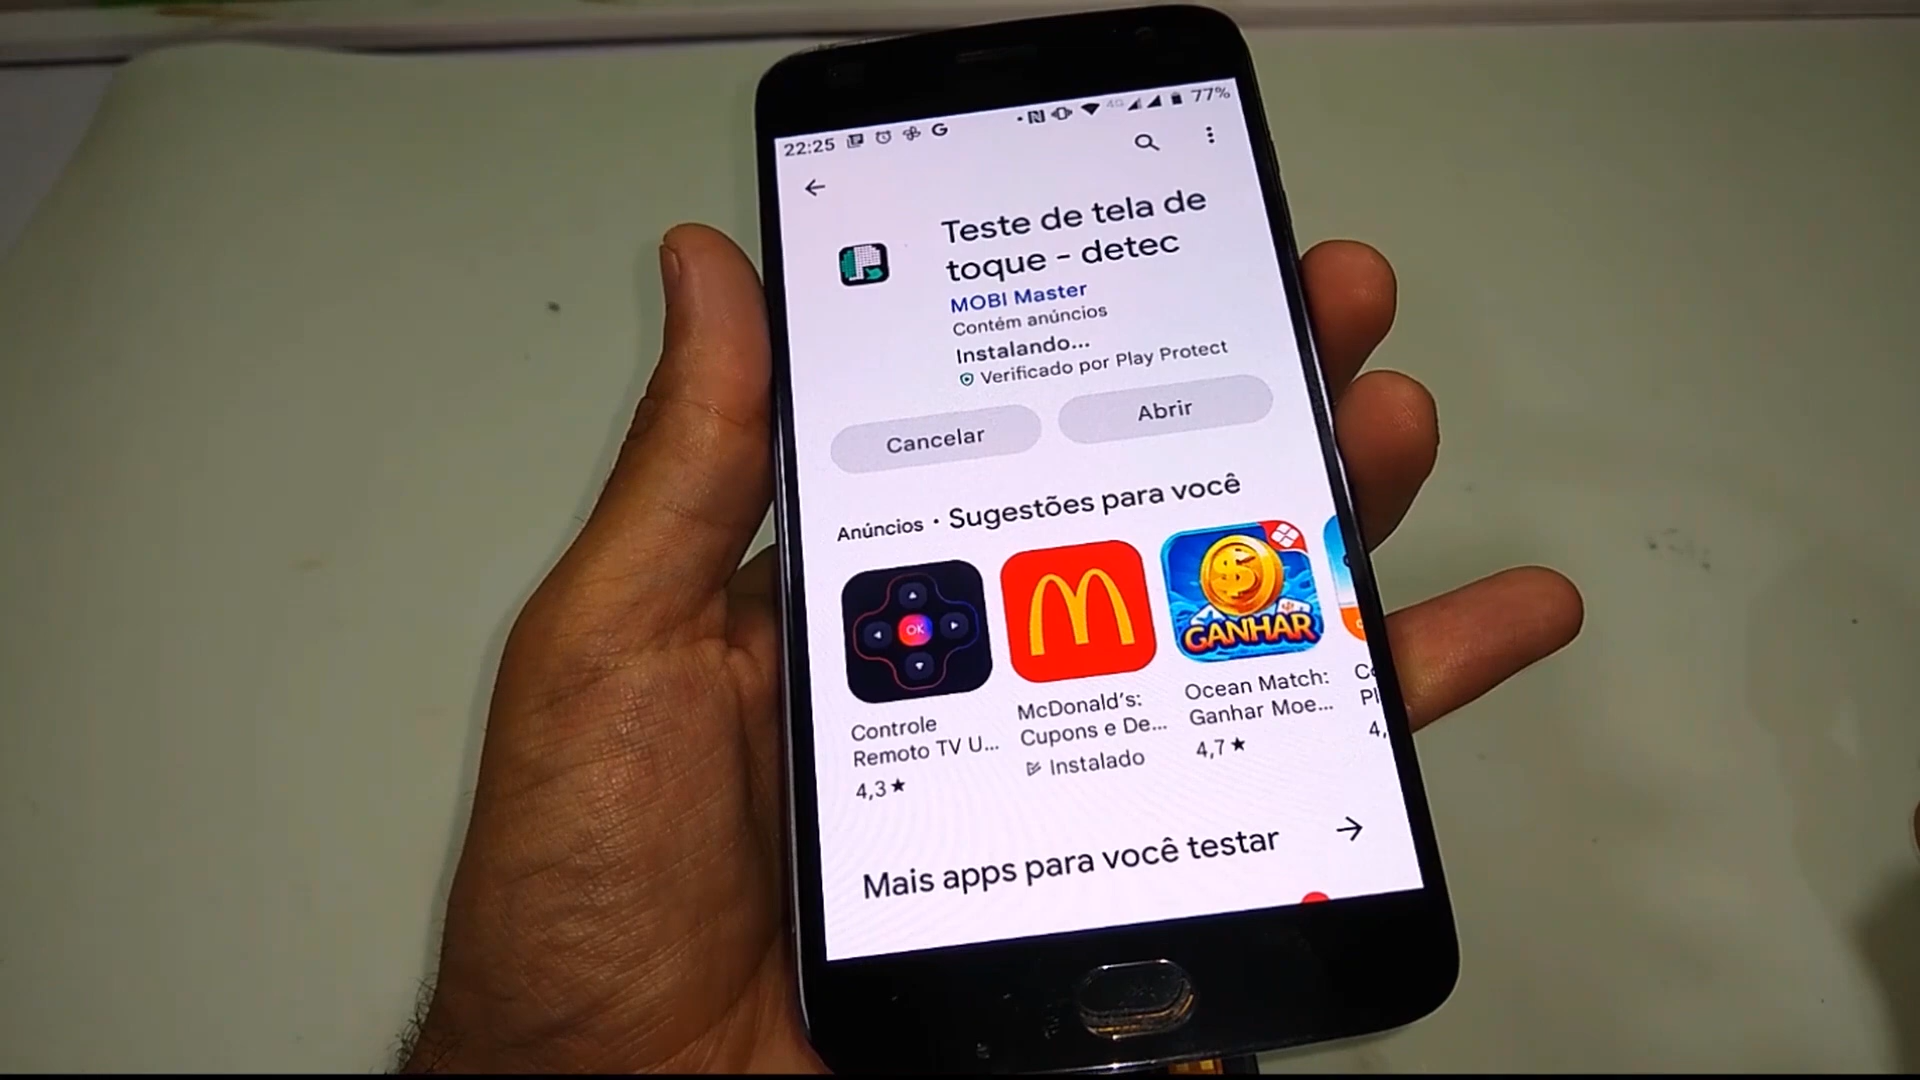 22:25
G
4G
77%
Teste de tela de
toque - detec
MOBI Master
Contém anúncios
Instalando...
Verificado por Play Protect
Cancelar
Abrir
Anúncios · Sugestões para você
OK
GANHAR
Controle
Remoto TV U...
4,3★
McDonald's:
Cupons e De...
Instalado
Ocean Match:
Ganhar Moe...
4,7★
4,
Mais apps para você testar